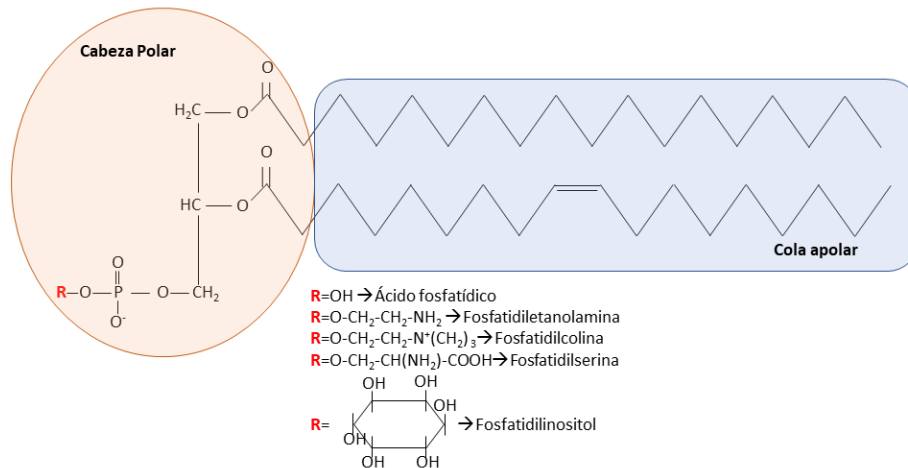 Cabeza Polar
O
H₂C
O
O
HC
O
O
R–O
P
O
CH₂
O⁻
Cola apolar
R=OH →Ácido fosfatídico
R=O-CH₂-CH₂-NH₂ →Fosfatidiletanolamina
R=O-CH₂-CH₂-N⁺(CH₂)₃→Fosfatidilcolina
R=O-CH₂-CH(NH₂)-COOH→Fosfatidilserina
OH OH
OH OH
R= →Fosfatidilinositol
OH
OH OH